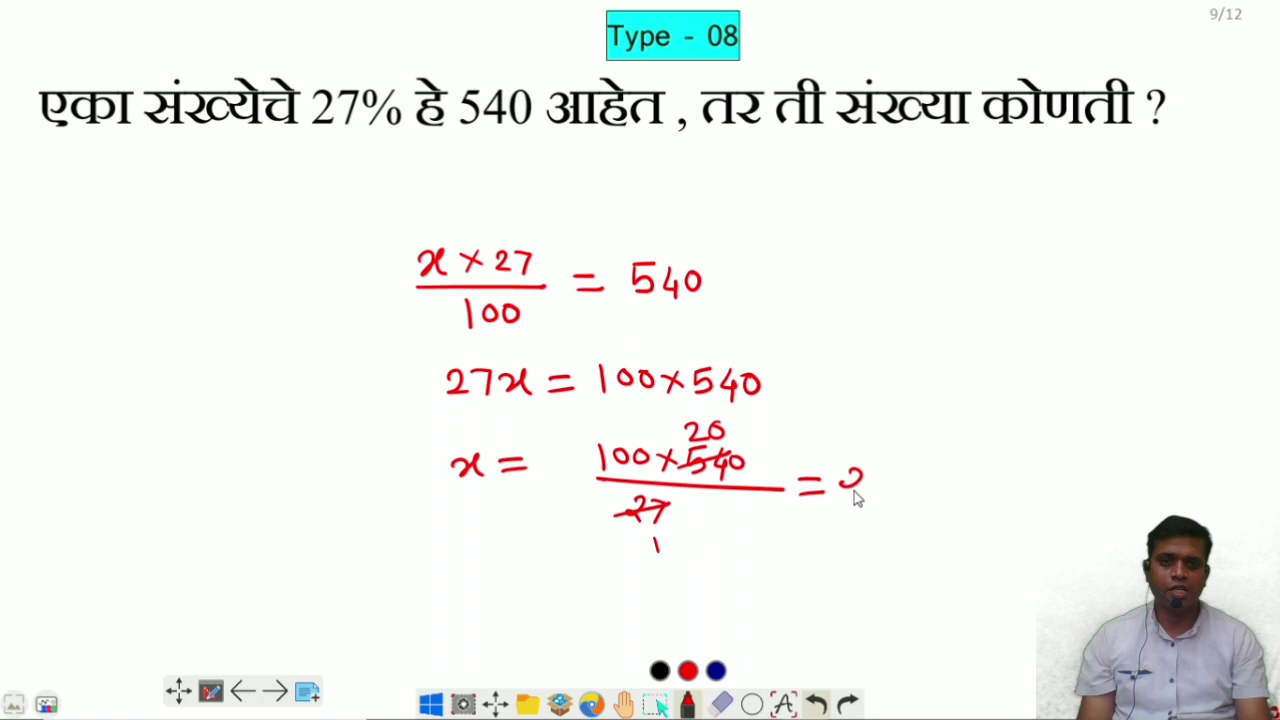 9/12
Type - 08
एका संख्येचे 27% हे 540 आहेत , तर ती संख्या कोणती ?
x × 27
100
= 540
27x = 100 × 540
20
x = 100 × 540
27
=
1